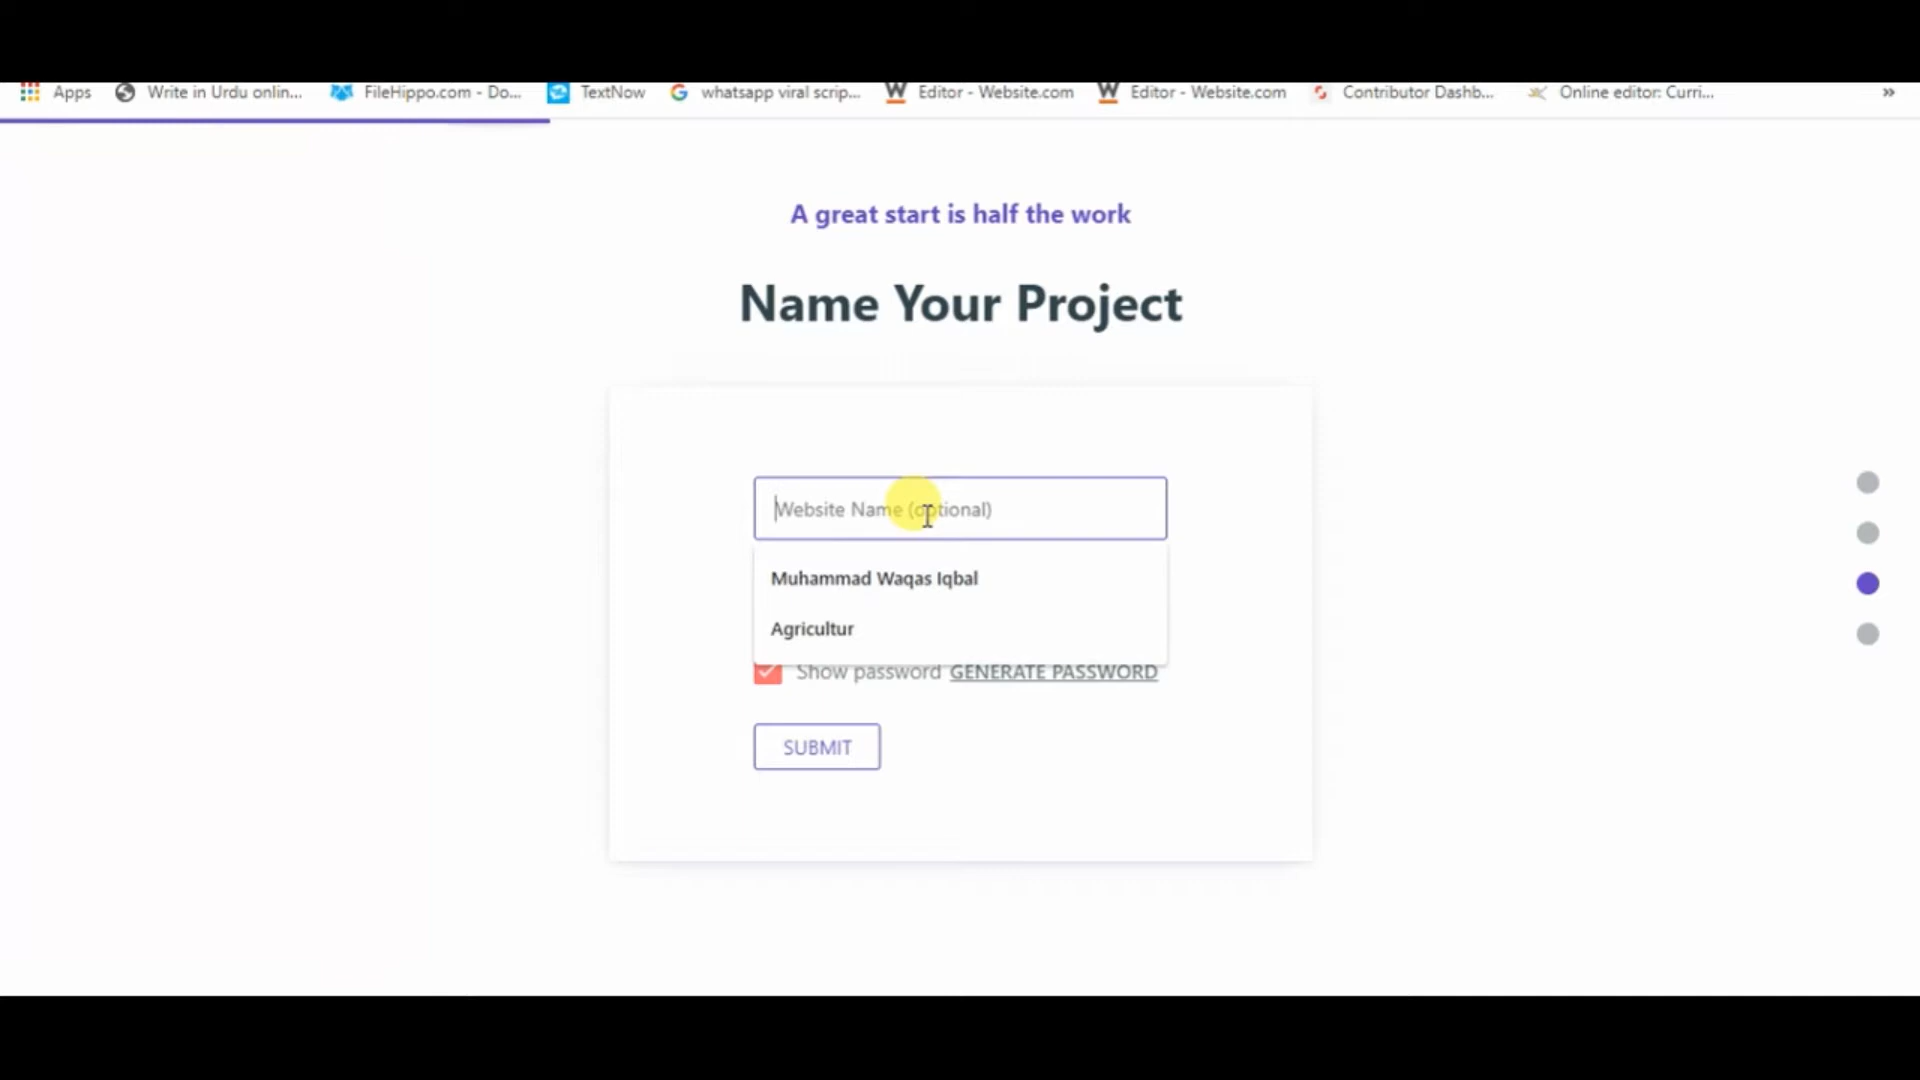 Apps Write in Urdu onlin... FileHippo.com - Do... TextNow whatsapp viral scrip... Editor - Website.com Editor - Website.com Contributor Dashb... Online editor: Curri... »
A great start is half the work
Name Your Project
Website Name (optional)
Muhammad Waqas Iqbal
Agricultur
Show password GENERATE PASSWORD
SUBMIT